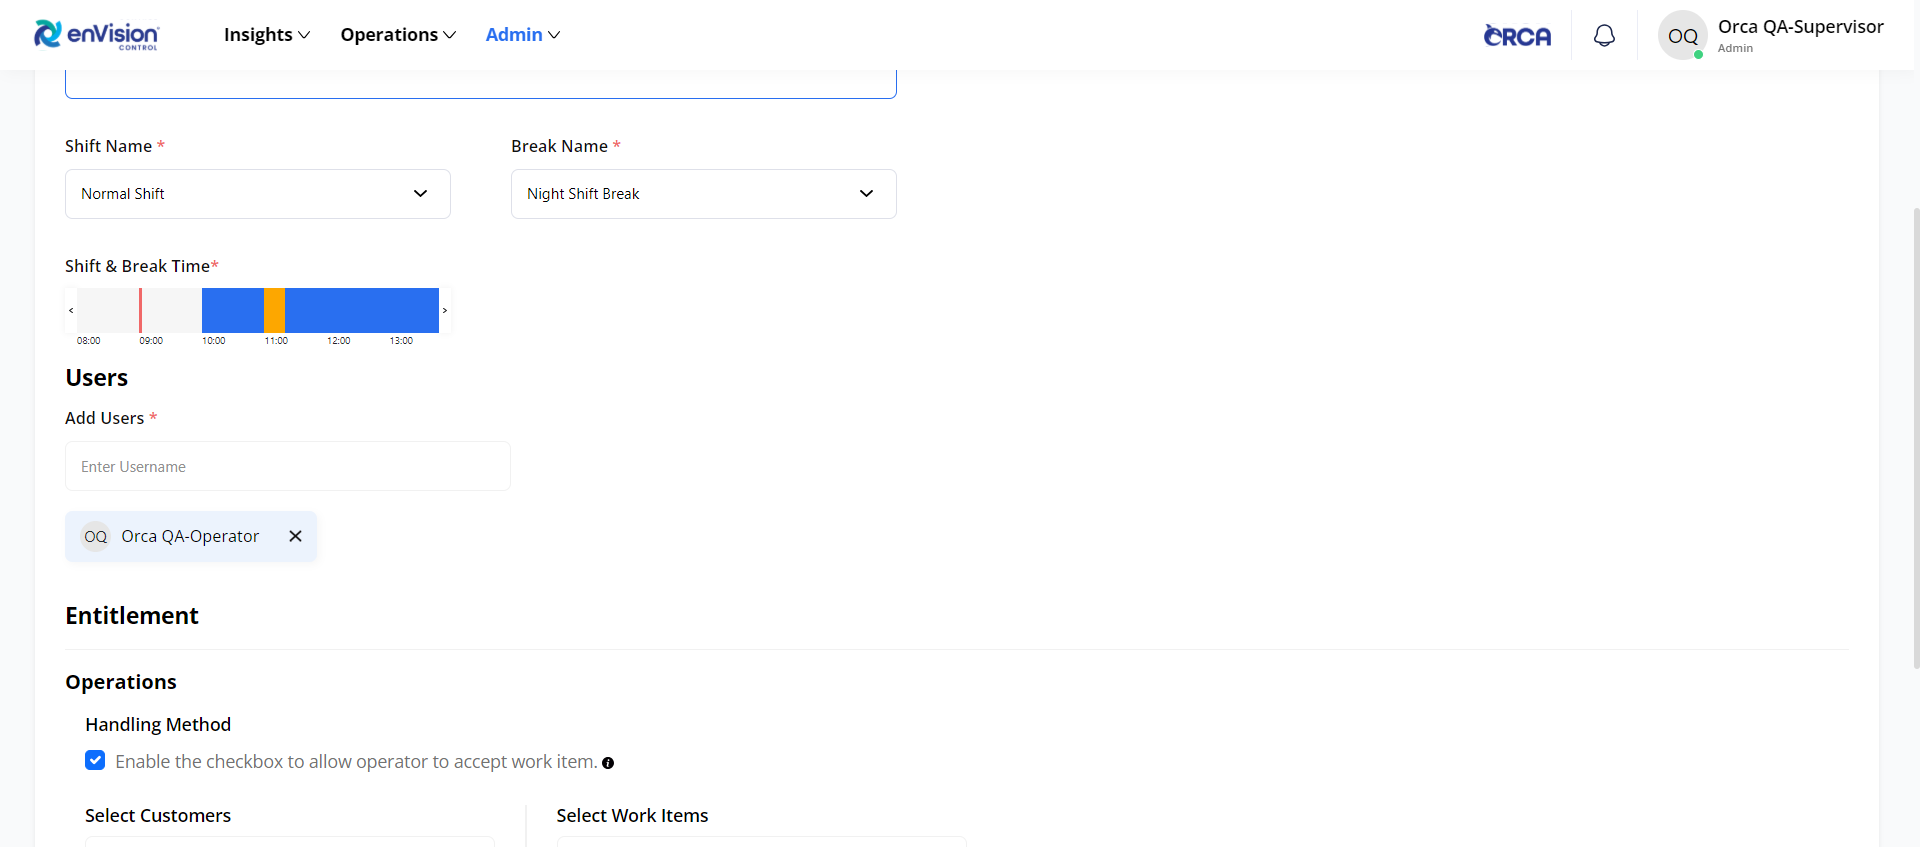 enVision
CONTROL
Insights
Operations
Admin
ORCA
OQ
Orca QA-Supervisor
Admin
Shift Name *
Break Name *
Normal Shift
Night Shift Break
Shift & Break Time*
<
>
08:00
09:00
10:00
11:00
12:00
13:00
Users
Add Users *
Enter Username
OQ
Orca QA-Operator
Entitlement
Operations
Handling Method
Enable the checkbox to allow operator to accept work item.
Select Customers
Select Work Items